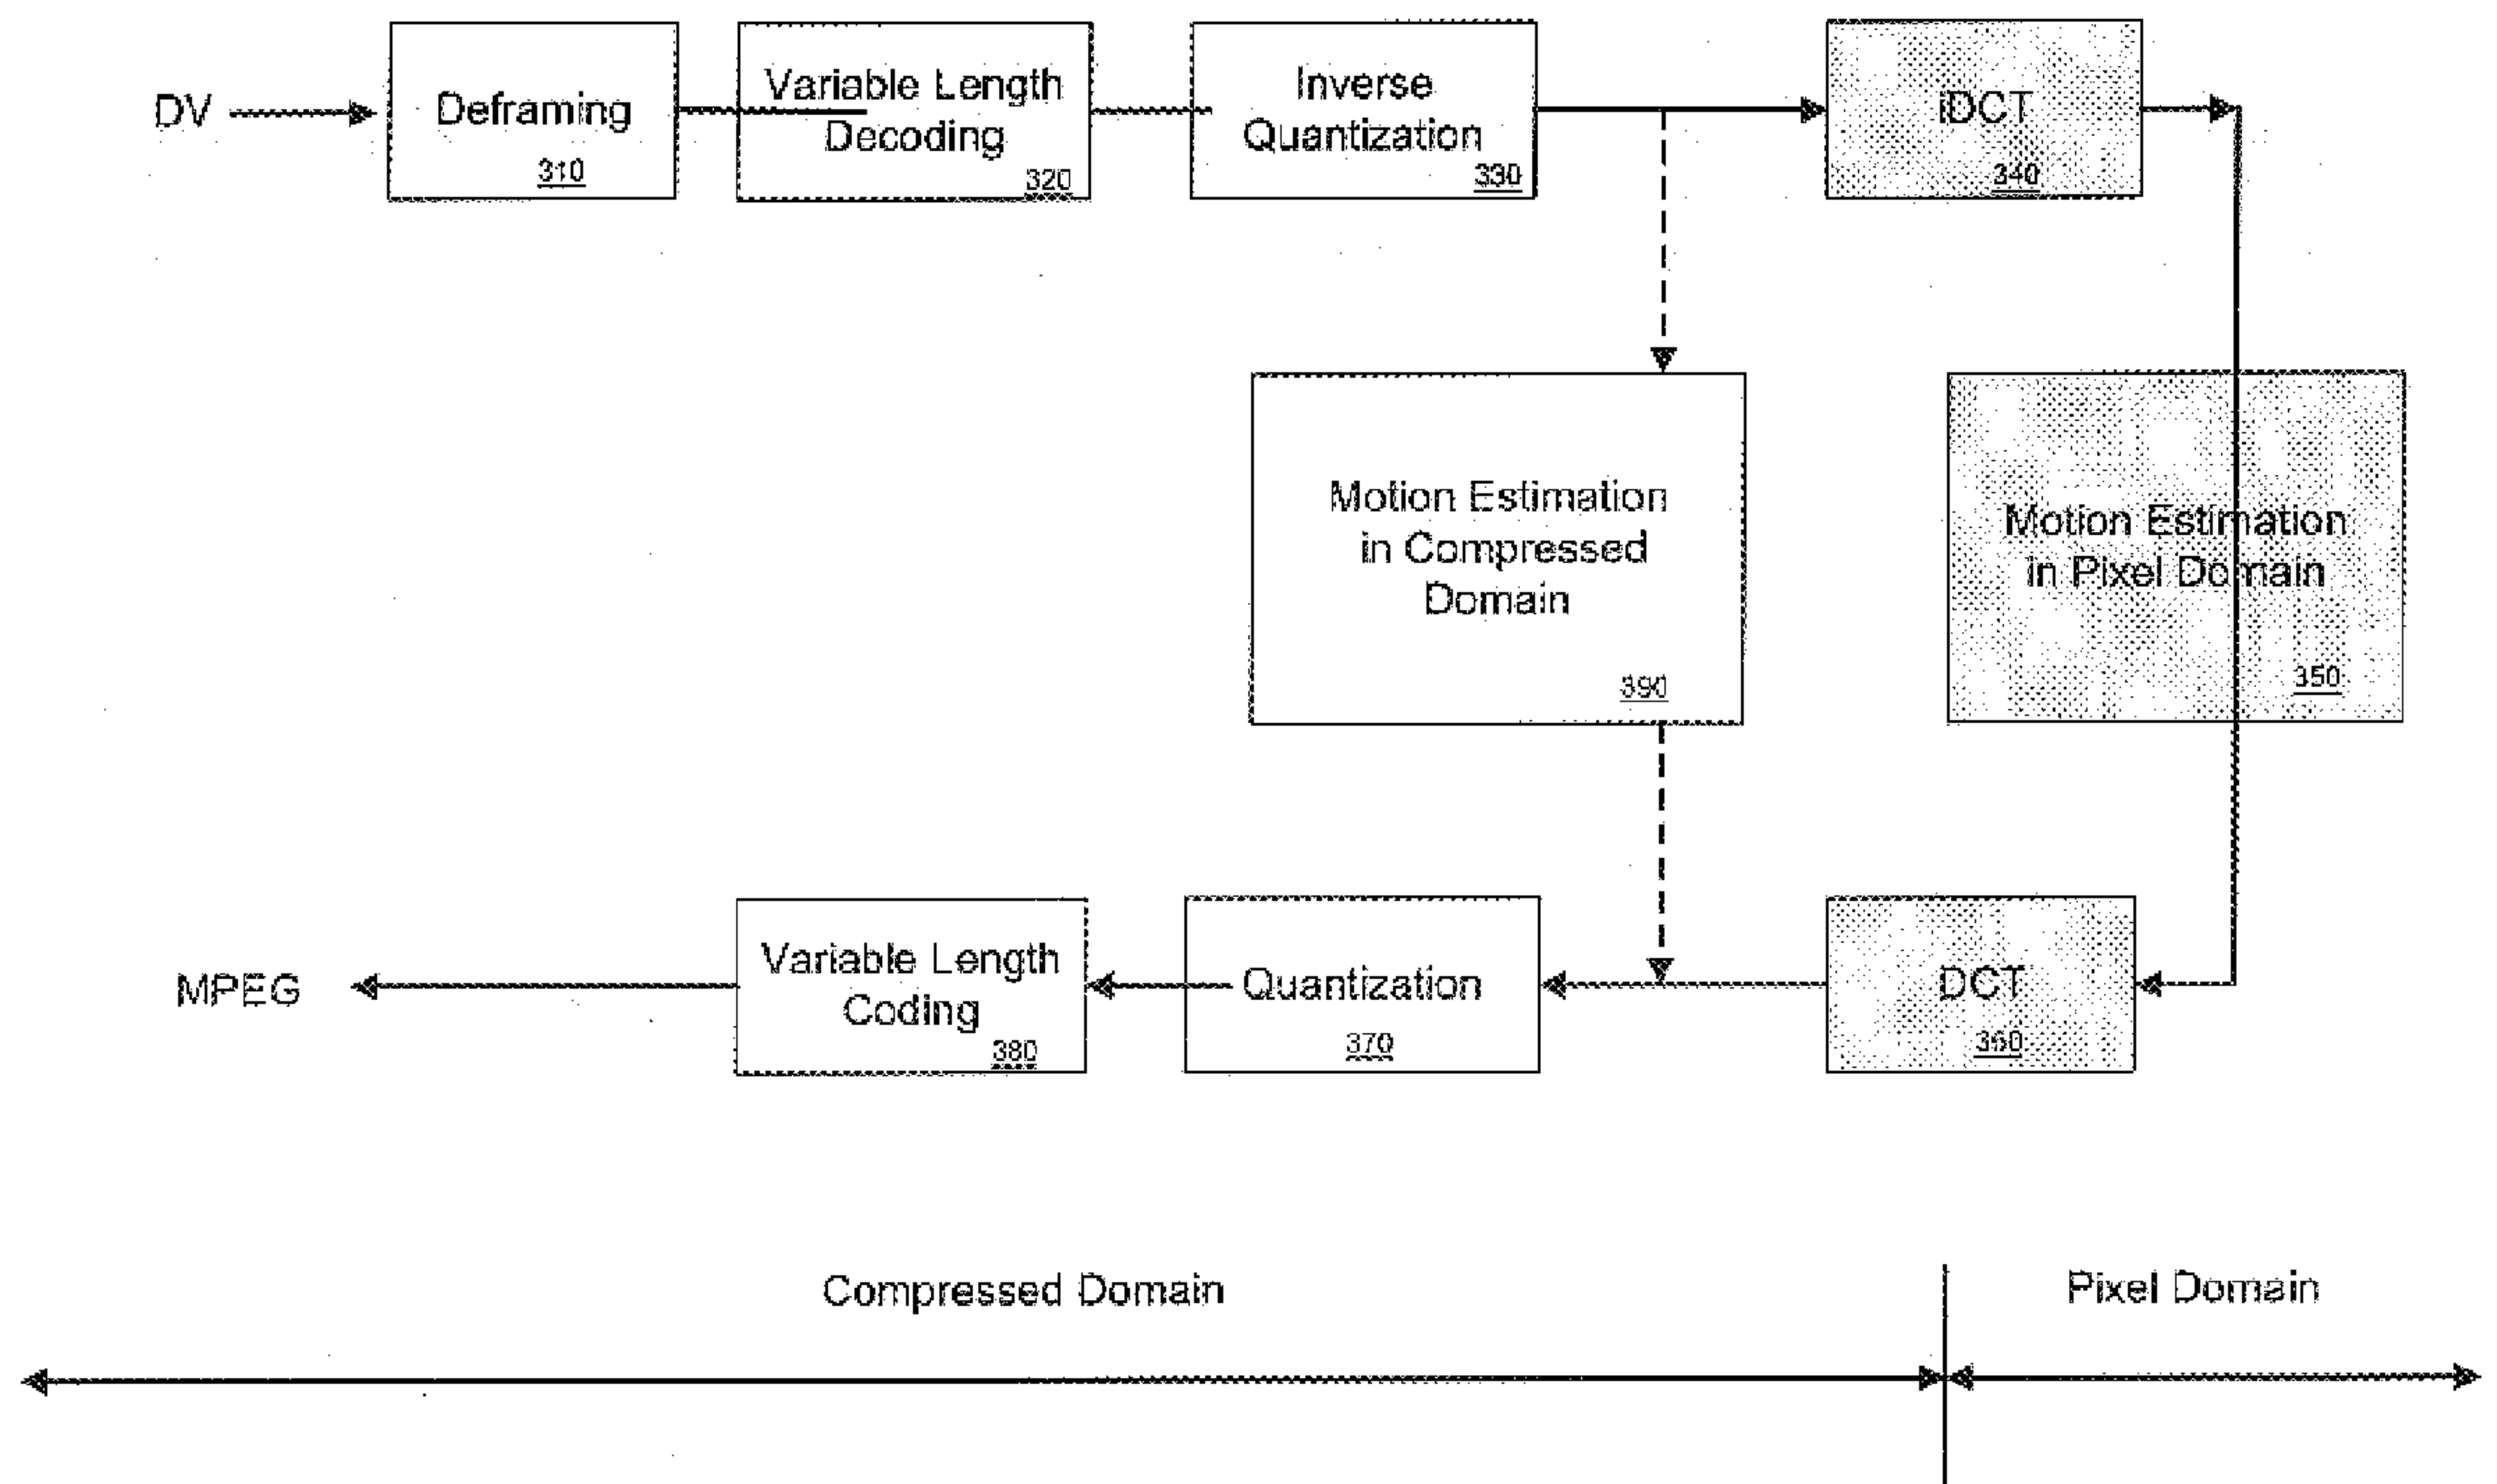 DV
Deframing
310
Variable Length
Decoding
320
Inverse
Quantization
330
iDCT
340
Motion Estimation
in Compressed
Domain
390
Motion Estimation
in Pixel Domain
350
MPEG
Variable Length
Coding
380
Quantization
370
DCT
360
Compressed Domain
Pixel Domain